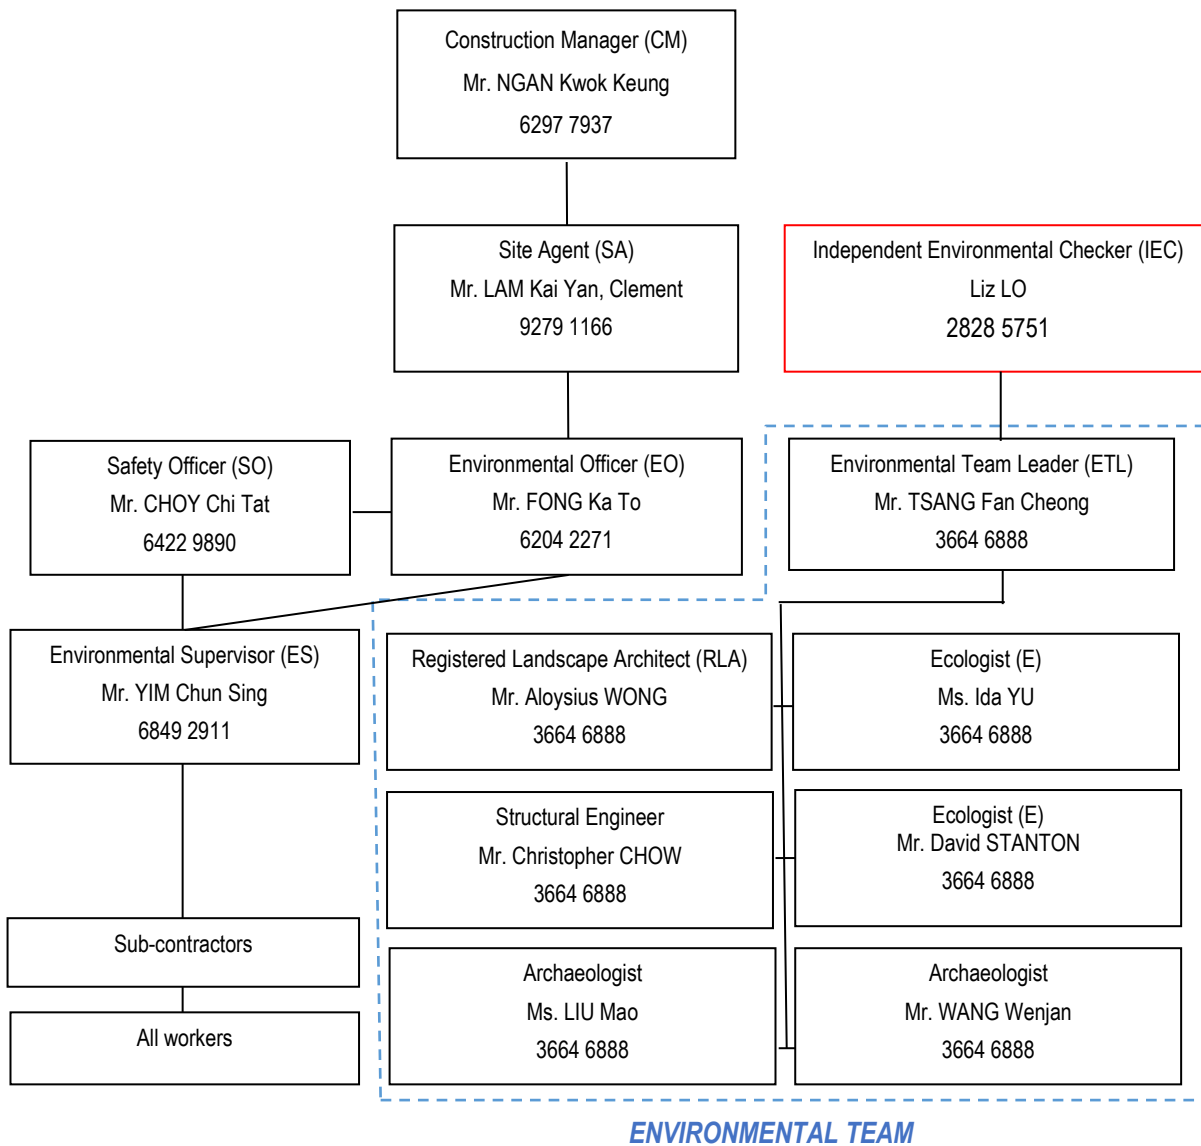 Construction Manager (CM)
Mr. NGAN Kwok Keung
6297 7937
Site Agent (SA)
Mr. LAM Kai Yan, Clement
9279 1166
Independent Environmental Checker (IEC)
Liz LO
2828 5751
Safety Officer (SO)
Mr. CHOY Chi Tat
6422 9890
Environmental Officer (EO)
Mr. FONG Ka To
6204 2271
Environmental Team Leader (ETL)
Mr. TSANG Fan Cheong
3664 6888
Environmental Supervisor (ES)
Mr. YIM Chun Sing
6849 2911
Registered Landscape Architect (RLA)
Mr. Aloysius WONG
3664 6888
Ecologist (E)
Ms. Ida YU
3664 6888
Structural Engineer
Mr. Christopher CHOW
3664 6888
Ecologist (E)
Mr. David STANTON
3664 6888
Sub-contractors
All workers
Archaeologist
Ms. LIU Mao
3664 6888
Archaeologist
Mr. WANG Wenjan
3664 6888
ENVIRONMENTAL TEAM